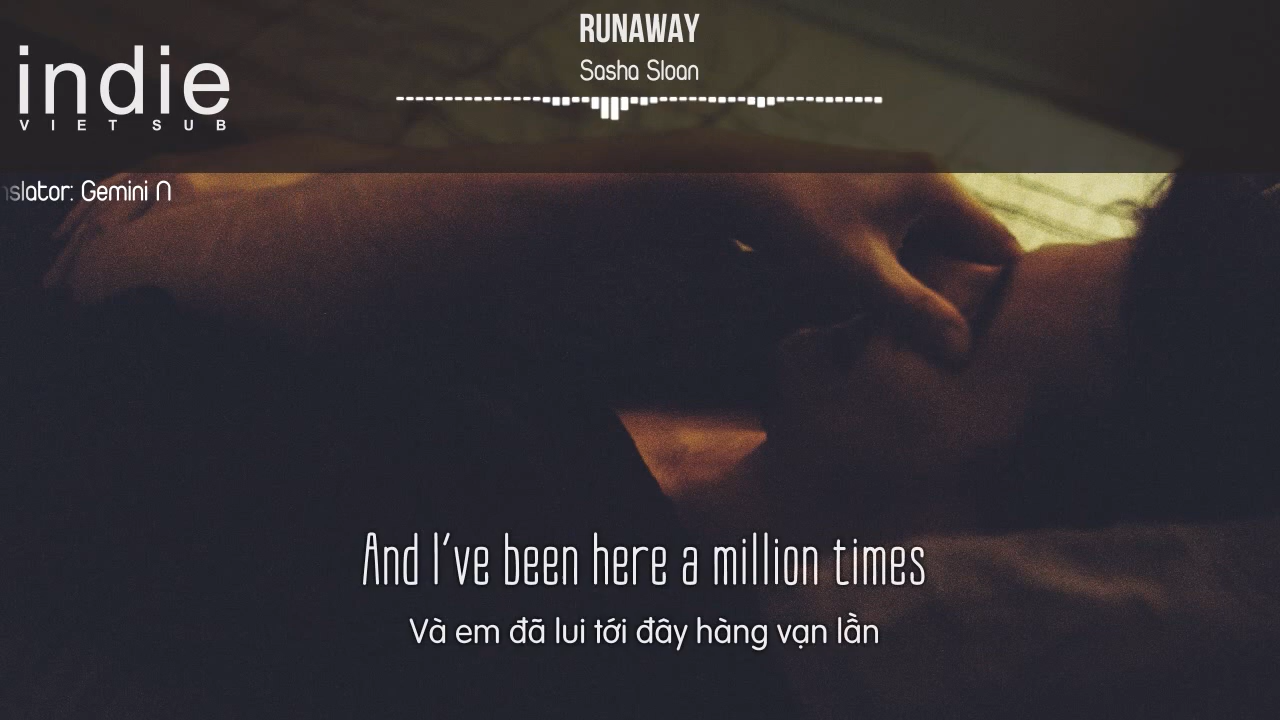 RUNAWAY
Sasha Sloan
indie
VIET SUB
nslator: Gemini N
And I've been here a million times
Và em đã lui tới đây hàng vạn lần